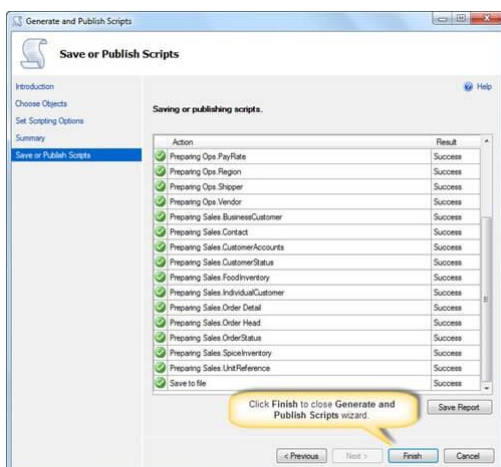 Generate and Publish Scripts
Save or Publish Scripts
Introduction
Help
Choose Objects
Saving or publishing scripts.
Set Scripting Options
Summary
Save or Publish Scripts
Action Result
Preparing Ops.PayRate Success
Preparing Ops.Region Success
Preparing Ops.Shipper Success
Preparing Ops.Vendor Success
Preparing Sales.BusinessCustomer Success
Preparing Sales.Contact Success
Preparing Sales.CustomerAccounts Success
Preparing Sales.CustomerStatus Success
Preparing Sales.FoodInventory Success
Preparing Sales.IndividualCustomer Success
Preparing Sales.Order Detail Success
Preparing Sales.Order Head Success
Preparing Sales.OrderStatus Success
Preparing Sales.SpiceInventory Success
Preparing Sales.UnitReference Success
Save to file Success
Click Finish to close Generate and
Publish Scripts wizard.
Save Report
< Previous Next > Finish Cancel